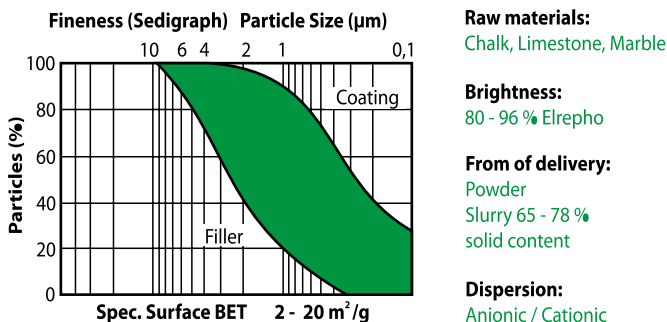 Fineness (Sedigraph) Particle Size (µm)
10 6 4 2 1 0,1
Particles (%)
100
80
60
40
20
0
Coating
Filler
Spec. Surface BET 2 - 20 m²/g
Raw materials:
Chalk, Limestone, Marble
Brightness:
80 - 96 % Elrepho
From of delivery:
Powder
Slurry 65 - 78 %
solid content
Dispersion:
Anionic / Cationic